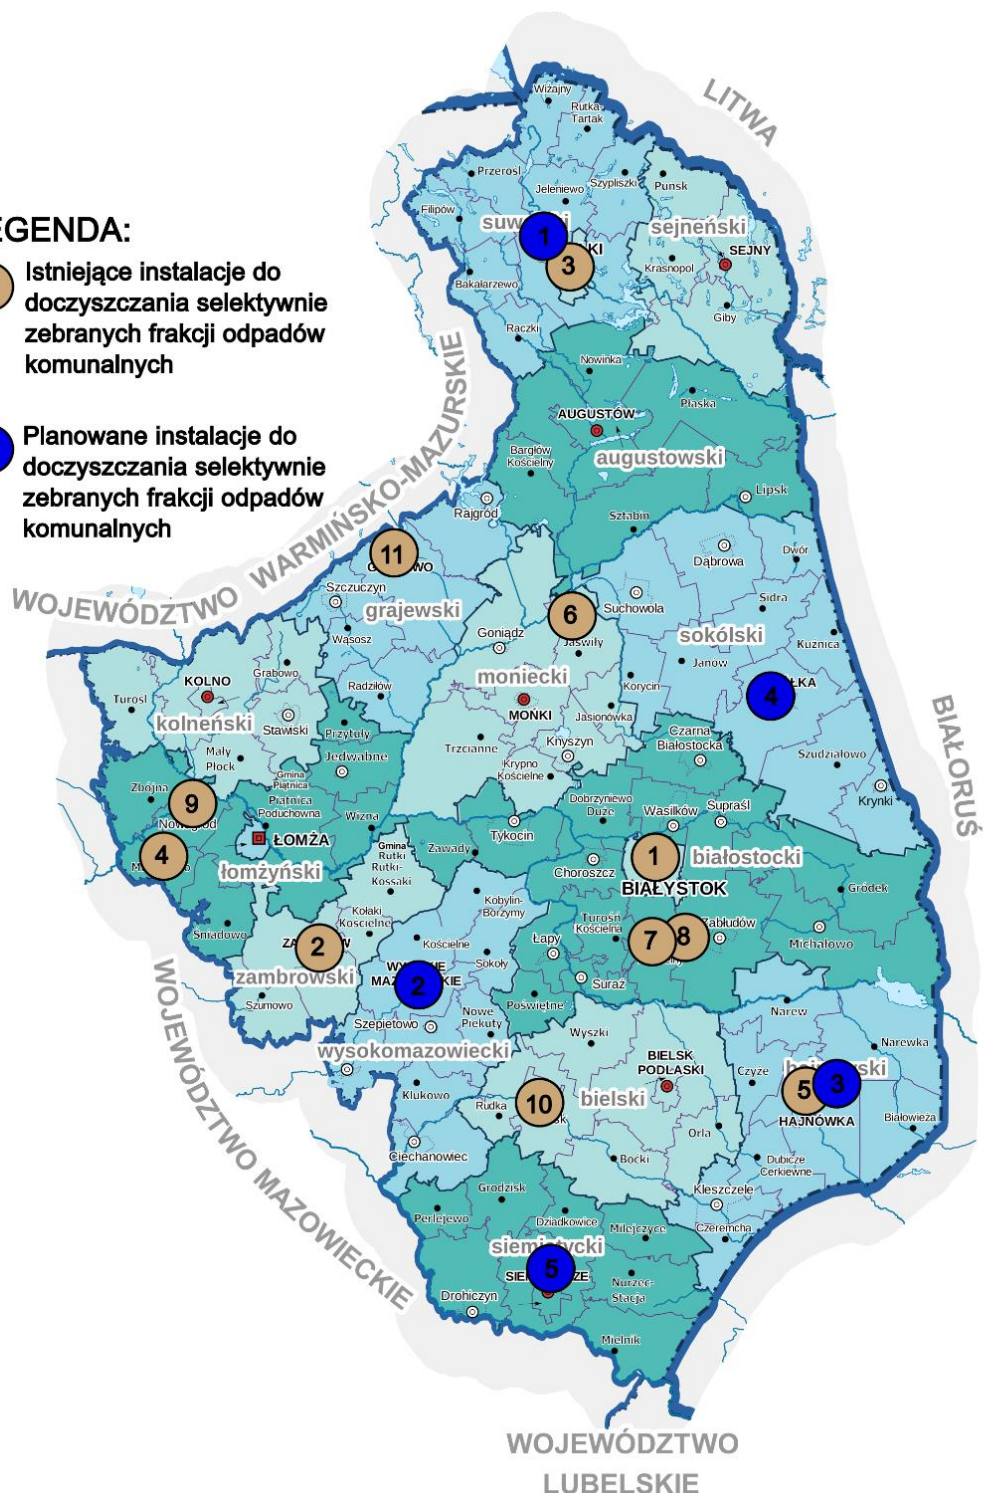 LITWA
Wiżajny
Rutka
Tartak
Przerośl
Jeleniewo
Szypliszki
Puńsk
Filipów
sejneński
SEJNY
Krasnopol
Bakałarzewo
Giby
Raczki
1
3
LEGENDA:
Istniejące instalacje do
doczyszczania selektywnie
zebranych frakcji odpadów
komunalnych
Planowane instalacje do
doczyszczania selektywnie
zebranych frakcji odpadów
komunalnych
WOJEWÓDZTWO WARMIŃSKO-MAZURSKIE
Nowinka
Płaska
AUGUSTÓW
Bargłów
Kościelny
augustowski
Lipsk
Sztabin
Rajgród
11
Szczuczyn
grajewski
Wąsosz
Radziłów
Dąbrowa
Dwór
Suchowola
Sidra
sokólski
Kuznica
Janów
Korycin
4
Szudziałowo
Krynki
BIAŁORUŚ
6
Goniądz
Jaświły
moniecki
MOŃKI
Jasionówka
Trzcianne
Knyszyn
Krypno
Kościelne
KOLNO
Grabowo
Turośl
kolneński
Stawiski
Mały
Płock
Przytuły
Jedwabne
Zbójna
9
Gmina
Piątnica
Piątnica
Poduchowna
Wizna
4
ŁOMŻA
łomżyński
Śniadowo
Czarna
Białostocka
Dobrzyniewo
Duże
Wasilków
Supraśl
Tykocin
Zawady
Choroszcz
1
białostocki
BIAŁYSTOK
Gródek
Turośń
Kościelna
7
8
Zabłudów
Michałowo
Łapy
Suraż
Poświętne
Gmina
Rutki
Rutki-
Kossaki
Kołaki
Kościelne
2
zambrowski
Szumowo
Kobylin-
Borzymy
Kościelne
Sokoły
2
Nowe
Piekuty
Szepietowo
wysokomazowiecki
Klukowo
Ciechanowiec
WOJEWÓDZTWO MAZOWIECKIE
Wyszki
BIELSK
PODLASKI
bielski
10
Rudka
Orla
Boćki
Narew
Narewka
Czyże
5
3
HAJNÓWKA
Białowieża
Dubicze
Cerkiewne
Kleszczele
Czeremcha
Grodzisk
Perlejewo
Dziadkowice
Milejczyce
5
Nurzec-
Stacja
Drohiczyn
Mielnik
WOJEWÓDZTWO
LUBELSKIE